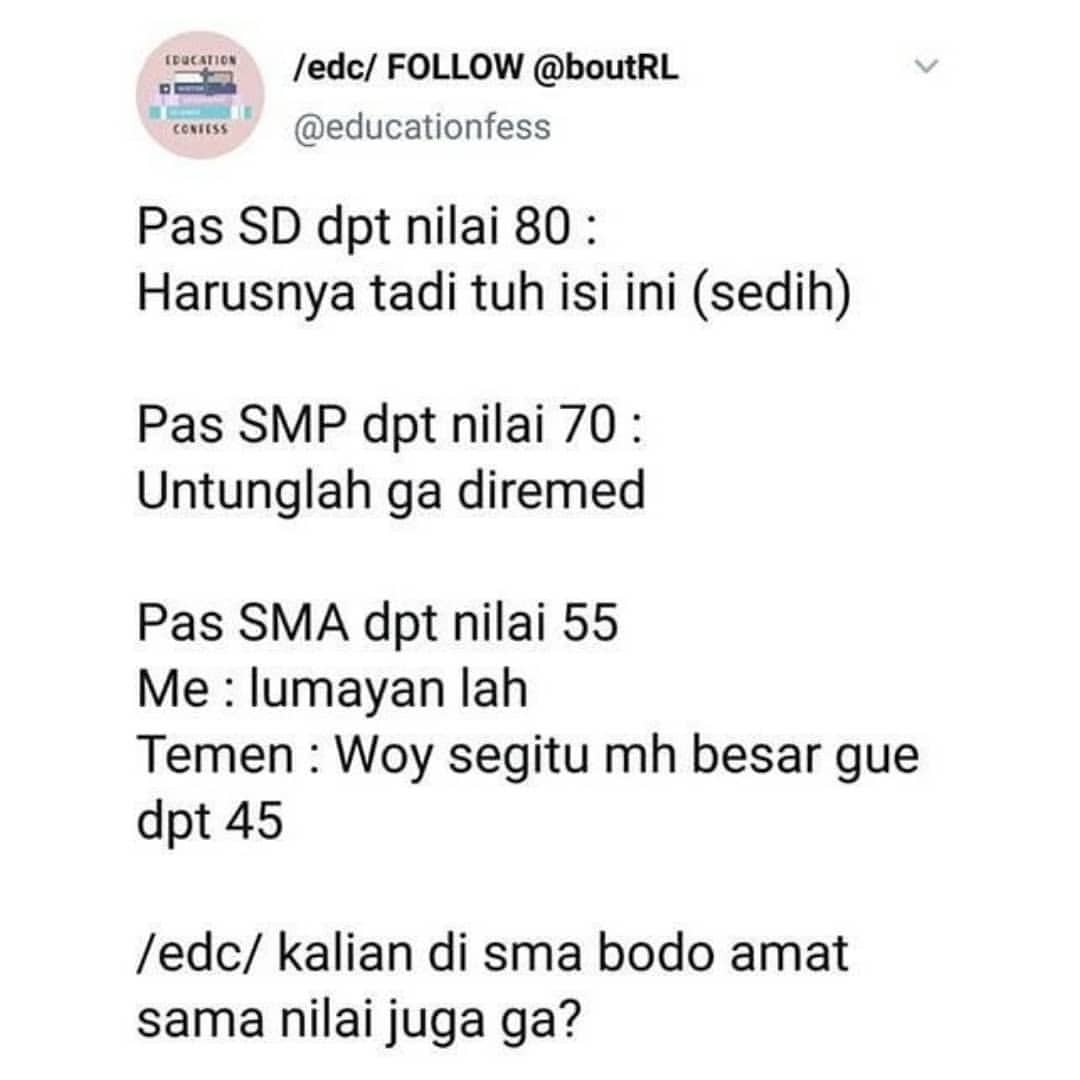 EDUCATION
CONFESS
/edc/ FOLLOW @boutRL
@educationfess
Pas SD dpt nilai 80 :
Harusnya tadi tuh isi ini (sedih)
Pas SMP dpt nilai 70 :
Untunglah ga diremed
Pas SMA dpt nilai 55
Me : lumayan lah
Temen : Woy segitu mh besar gue
dpt 45
/edc/ kalian di sma bodo amat
sama nilai juga ga?